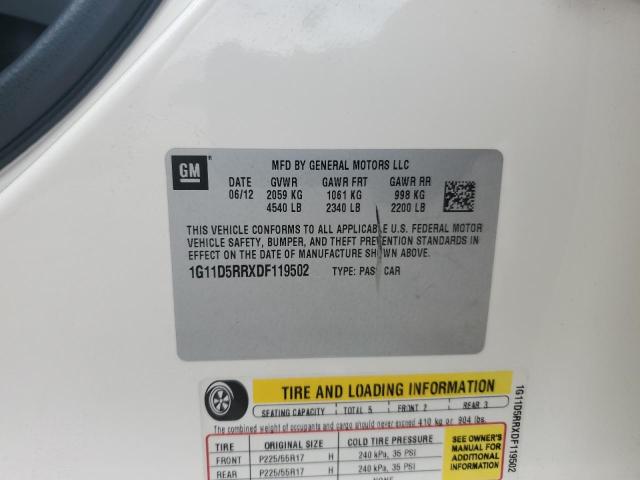 GM
MFD BY GENERAL MOTORS LLC
DATE GVWR GAWR FRT GAWR RR
06/12 2059 KG 1061 KG 998 KG
4540 LB 2340 LB 2200 LB
THIS VEHICLE CONFORMS TO ALL APPLICABLE U.S. FEDERAL MOTOR
VEHICLE SAFETY, BUMPER, AND THEFT PREVENTION STANDARDS IN
EFFECT ON THE DATE OF MANUFACTURE SHOWN ABOVE.
1G11D5RRXDF119502 TYPE: PAS CAR
TIRE AND LOADING INFORMATION
SEATING CAPACITY TOTAL 5 FRONT 2 REAR 3
The combined weight of occupants and cargo should never exceed 410 kg or 904 lbs.
TIRE ORIGINAL SIZE COLD TIRE PRESSURE
FRONT P225/55R17 H 240 kPa, 35 PSI
REAR P225/55R17 H 240 kPa, 35 PSI
SEE OWNER'S
MANUAL FOR
ADDITIONAL
INFORMATION
1G11D5RRXDF119502